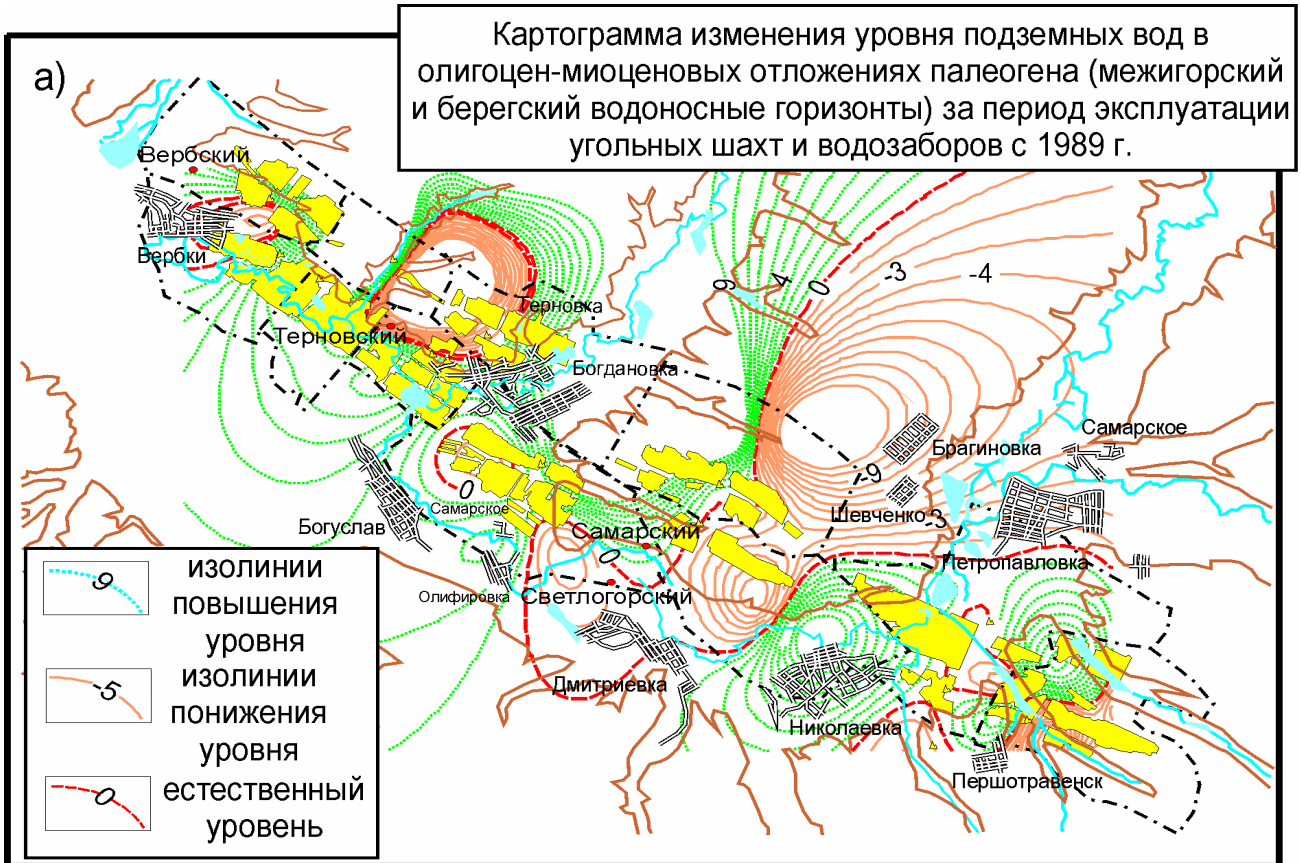 Картограмма изменения уровня подземных вод в
олигоцен-миоценовых отложениях палеогена (межигорский
и берегский водоносные горизонты) за период эксплуатации
угольных шахт и водозаборов с 1989 г.
а)
Вербский
Вербки
Терновка
Терновский
Богдановка
9
4
0
-3
-4
Самарское
Брагиновка
-9
0
Самарское
Шевченко
-3
Богуслав
Самарский
0
Петропавловка
Олифировка
Светлогорский
Дмитриевка
Николаевка
Першотравенск
9
изолинии
повышения
уровня
-5
изолинии
понижения
уровня
0
естественный
уровень